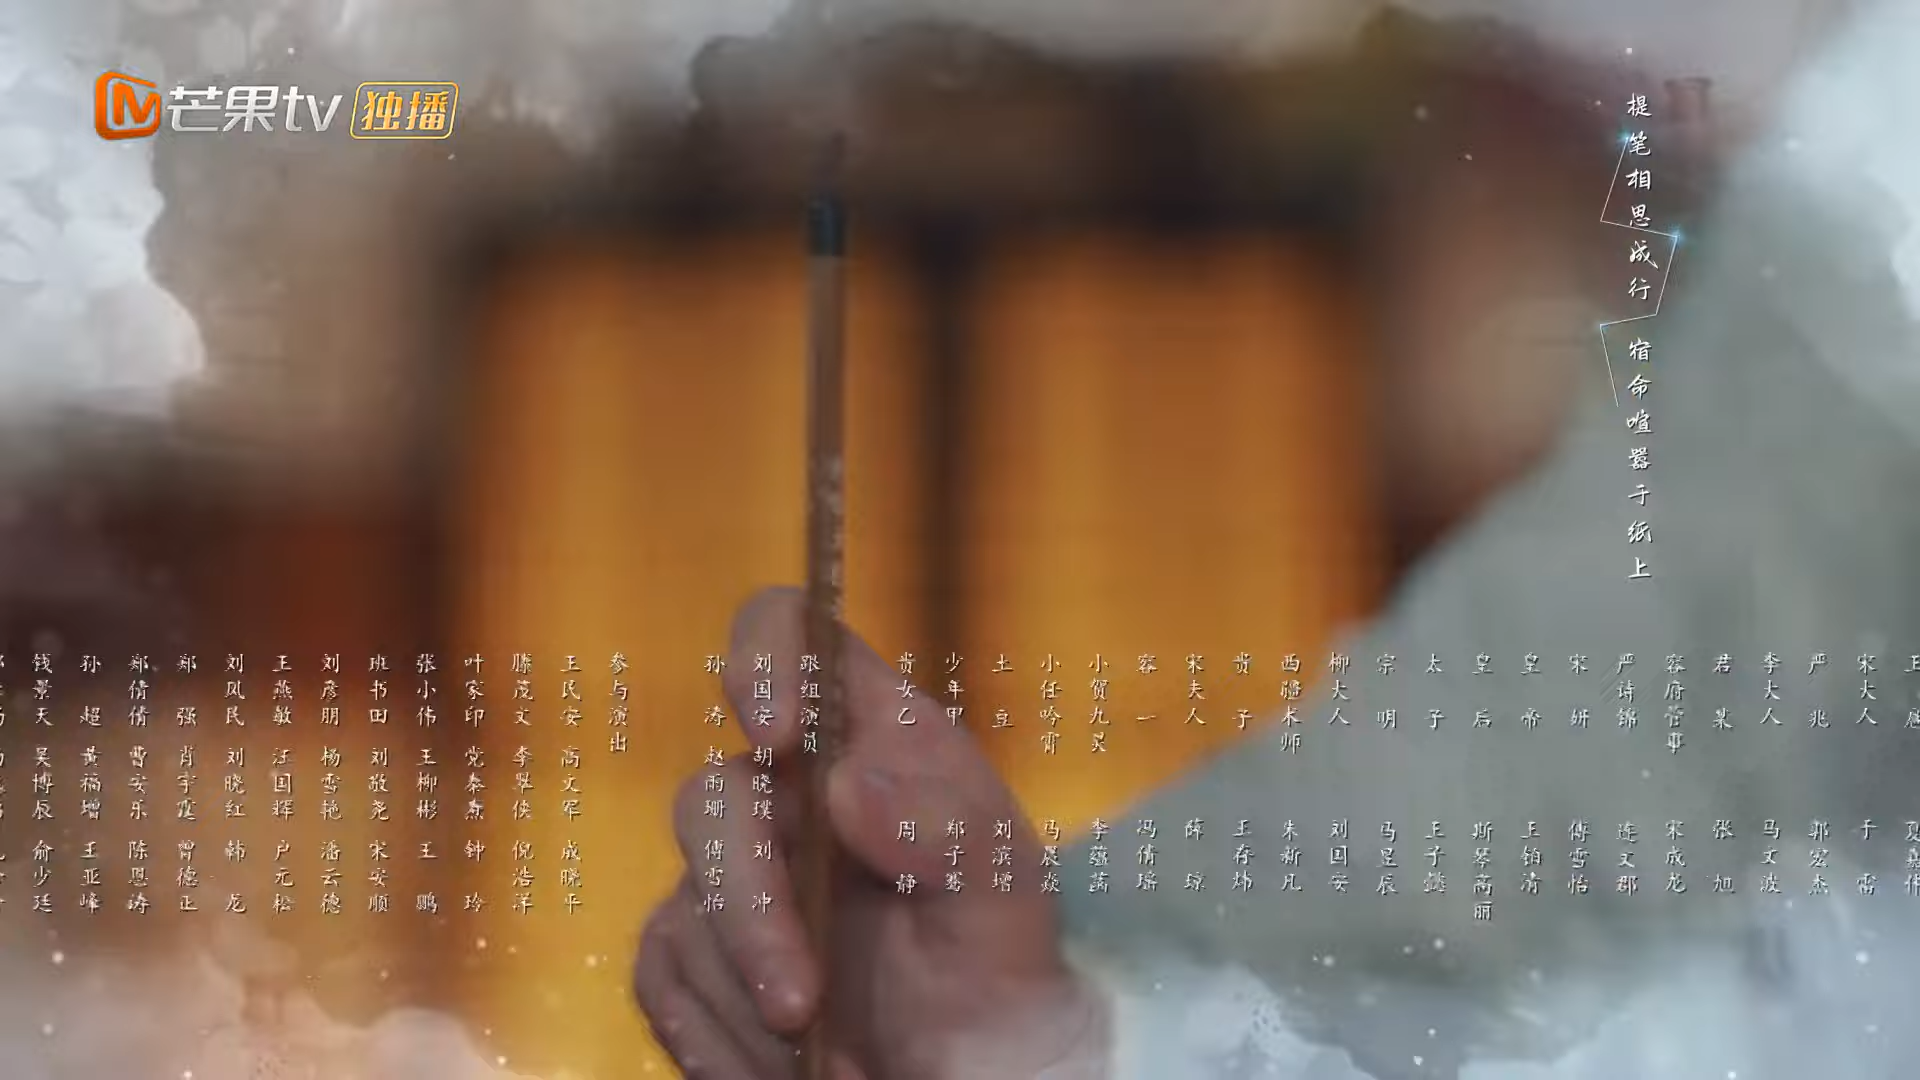 芒果tv 独播
提笔相思成行 宿命喧嚣于纸上
宋大人 于雷
严兆 郭宏杰
李大人 马文波
君杲 张旭
容府管事 宋成龙
严诗锦 连文郡
宋妍 傅雪怡
皇帝 王铂清
皇后 斯琴高丽
太子 王子懿
宗明 马昱辰
柳大人 刘国安
西疆术师 朱新凡
贵子 王存炜
宋夫人 薛琼
容一 冯倩瑶
小贺九灵 李蕴菡
小任吟霄 马晨焱
土豆 刘滨增
少年甲 郑子骞
贵女乙 周静
跟组演员
刘国安 胡晓璞 刘冲
孙涛 赵雨珊 傅雪怡
参与演出
王民安 高文军 成晓平
滕茂文 李翠侠 倪浩洋
叶家印 党泰焘 钟玲
张小伟 王柳彬 王鹏
班书田 刘敬尧 宋安顺
刘彦朋 杨雪艳 潘云德
王燕敏 汪国辉 户元松
刘凤民 刘晓红 韩龙
郑强 肖宇霞 曾德正
郑倩倩 曹安乐 陈恩涛
孙超 黄福增 王亚峰
钱景天 吴博辰 俞少廷